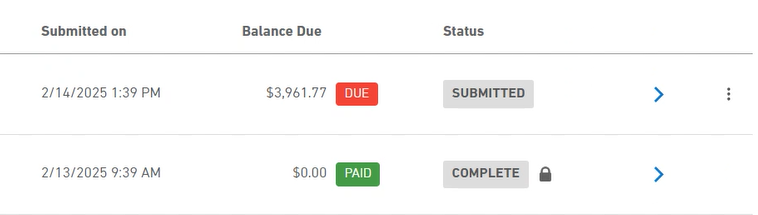 Submitted on Balance Due Status
2/14/2025 1:39 PM $3,961.77 DUE SUBMITTED
2/13/2025 9:39 AM $0.00 PAID COMPLETE